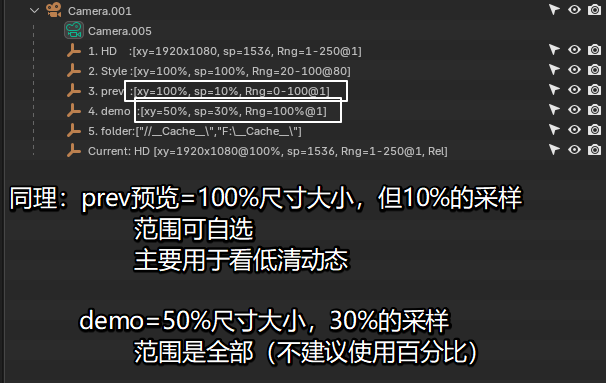 Camera.001
Camera.005
1. HD :[xy=1920x1080, sp=1536, Rng=1-250@1]
2. Style :[xy=100%, sp=100%, Rng=20-100@80]
3. prev :[xy=100%, sp=10%, Rng=0-100@1]
4. demo :[xy=50%, sp=30%, Rng=100%@1]
5. folder:["//__Cache__\","F:\__Cache__\"]
Current: HD [xy=1920x1080@100%, sp=1536, Rng=1-250@1, Rel]
同理：prev预览=100%尺寸大小，但10%的采样
范围可自选
主要用于看低清动态
demo=50%尺寸大小，30%的采样
范围是全部（不建议使用百分比）